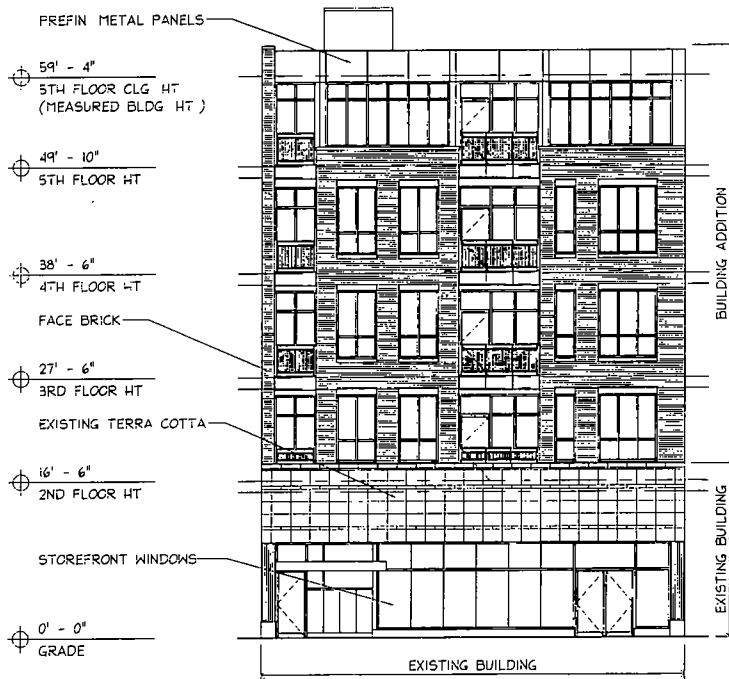 PREFIN METAL PANELS
59' - 4"
5TH FLOOR CLG HT
(MEASURED BLDG HT )
49' - 10"
5TH FLOOR HT
38' - 6"
4TH FLOOR HT
FACE BRICK
27' - 6"
3RD FLOOR HT
EXISTING TERRA COTTA
16' - 6"
2ND FLOOR HT
STOREFRONT WINDOWS
0' - 0"
GRADE
BUILDING ADDITION
EXISTING BUILDING
EXISTING BUILDING